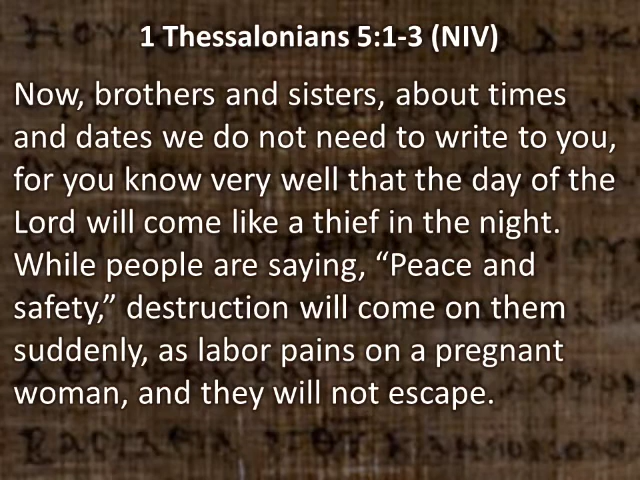 1 Thessalonians 5:1-3 (NIV)
Now, brothers and sisters, about times
and dates we do not need to write to you,
for you know very well that the day of the
Lord will come like a thief in the night.
While people are saying, “Peace and
safety,” destruction will come on them
suddenly, as labor pains on a pregnant
woman, and they will not escape.